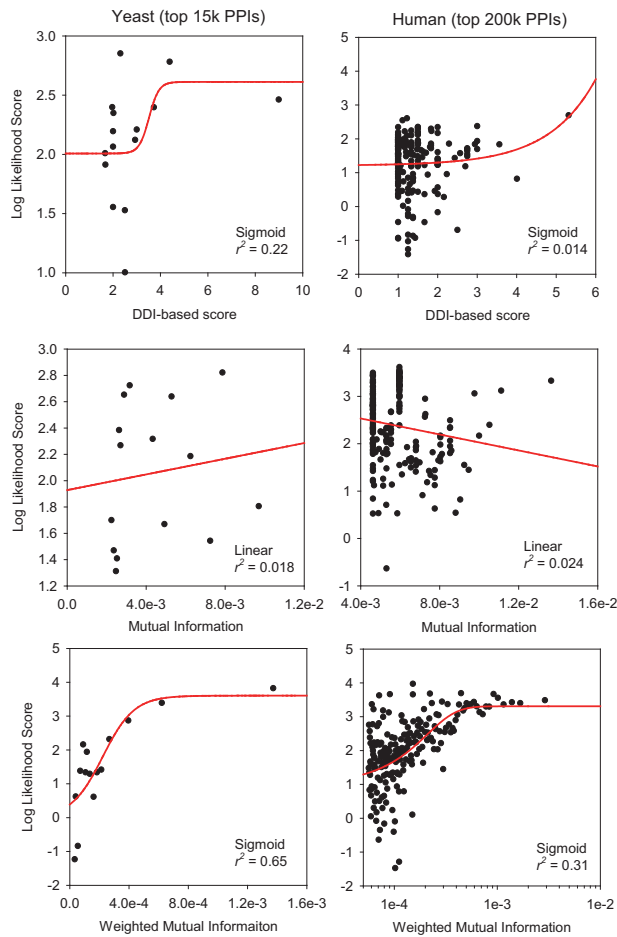 Yeast (top 15k PPIs)
Human (top 200k PPIs)
Log Likelihood Score
3.0
2.5
2.0
1.5
1.0
Sigmoid
r² = 0.22
0 2 4 6 8 10
DDI-based score
5
4
3
2
1
0
-1
-2
Sigmoid
r² = 0.014
0 1 2 3 4 5 6
DDI-based score
Log Likelihood Score
3.0
2.8
2.6
2.4
2.2
2.0
1.8
1.6
1.4
1.2
Linear
r² = 0.018
0.0 4.0e-3 8.0e-3 1.2e-2
Mutual Information
4
3
2
1
0
-1
Linear
r² = 0.024
4.0e-3 8.0e-3 1.2e-2 1.6e-2
Mutual Information
Log Likelihood Score
5
4
3
2
1
0
-1
-2
Sigmoid
r² = 0.65
0.0 4.0e-4 8.0e-4 1.2e-3 1.6e-3
Weighted Mutual Informaiton
5
4
3
2
1
0
-1
-2
Sigmoid
r² = 0.31
1e-4 1e-3 1e-2
Weighted Mutual Information